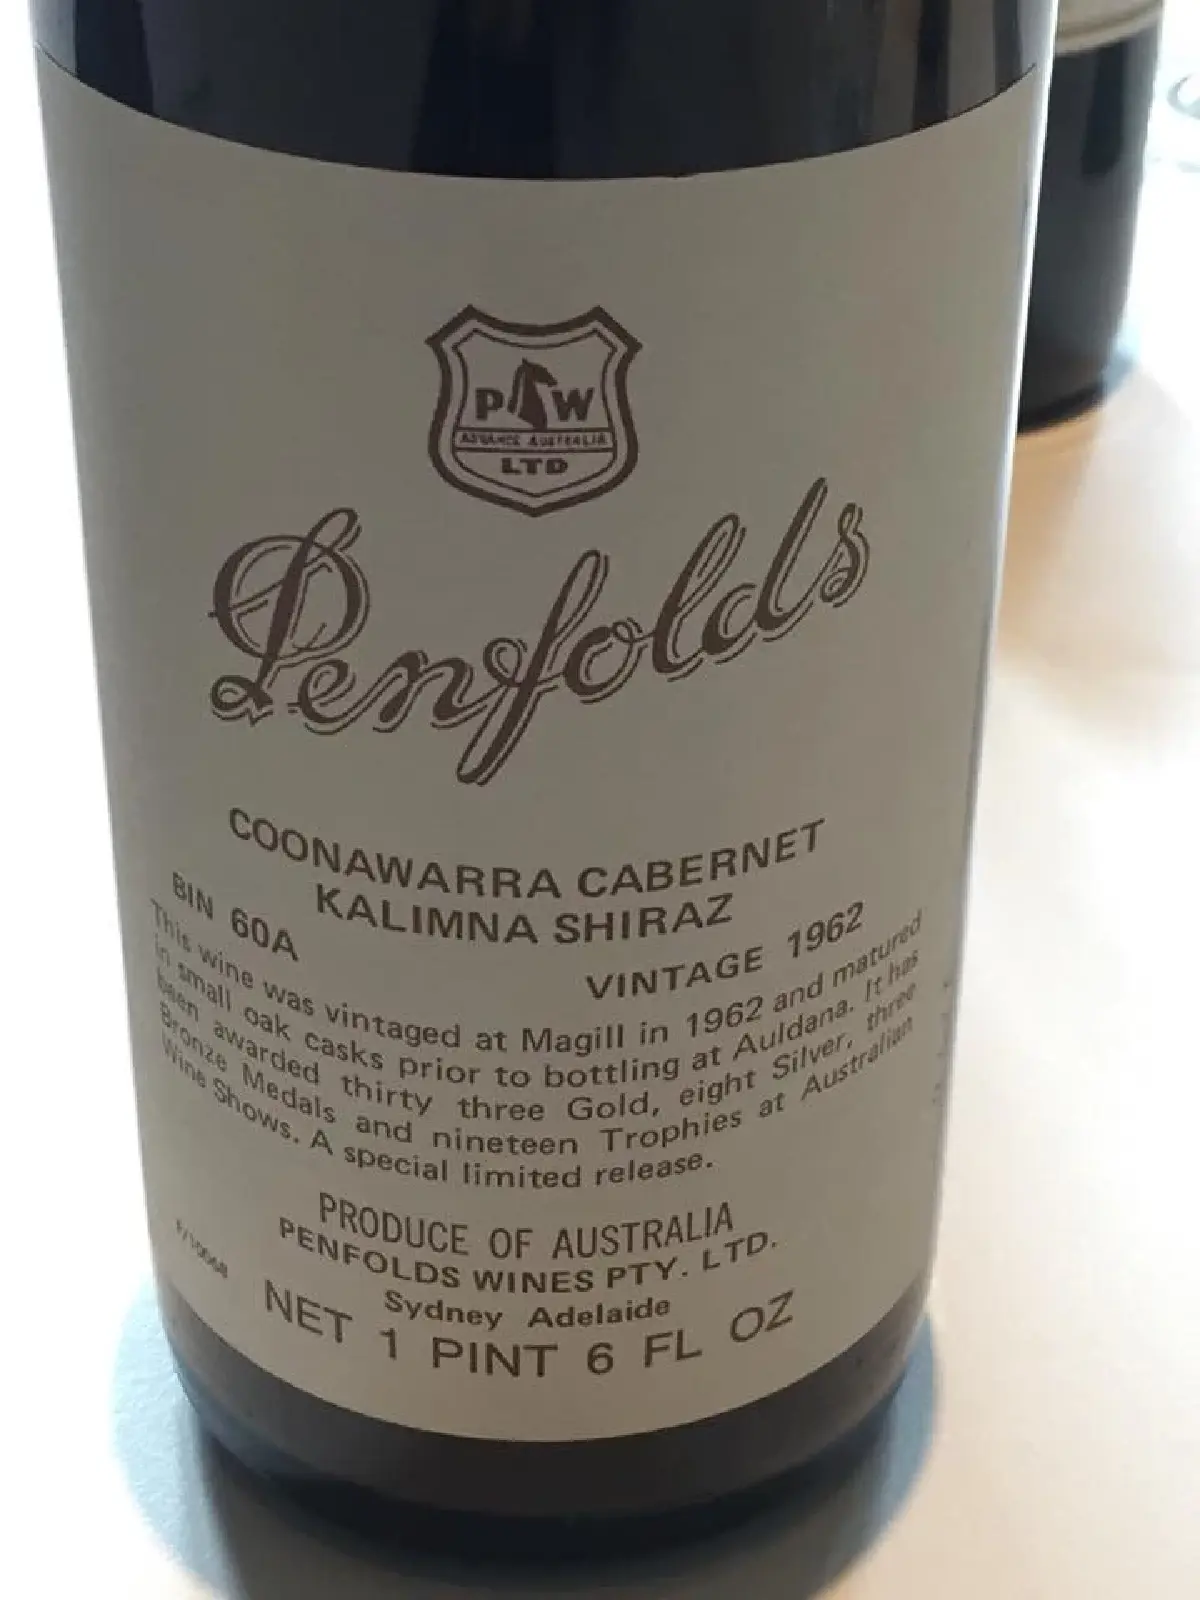 P W
ADVANCE AUSTRALIA
LTD
Penfolds
COONAWARRA CABERNET
KALIMNA SHIRAZ
BIN 60A
VINTAGE 1962
This wine was vintaged at Magill in 1962 and matured
in small oak casks prior to bottling at Auldana. It has
been awarded thirty three Gold, eight Silver, three
Bronze Medals and nineteen Trophies at Australian
Wine Shows. A special limited release.
PRODUCE OF AUSTRALIA
PENFOLDS WINES PTY. LTD.
Sydney Adelaide
NET 1 PINT 6 FL OZ